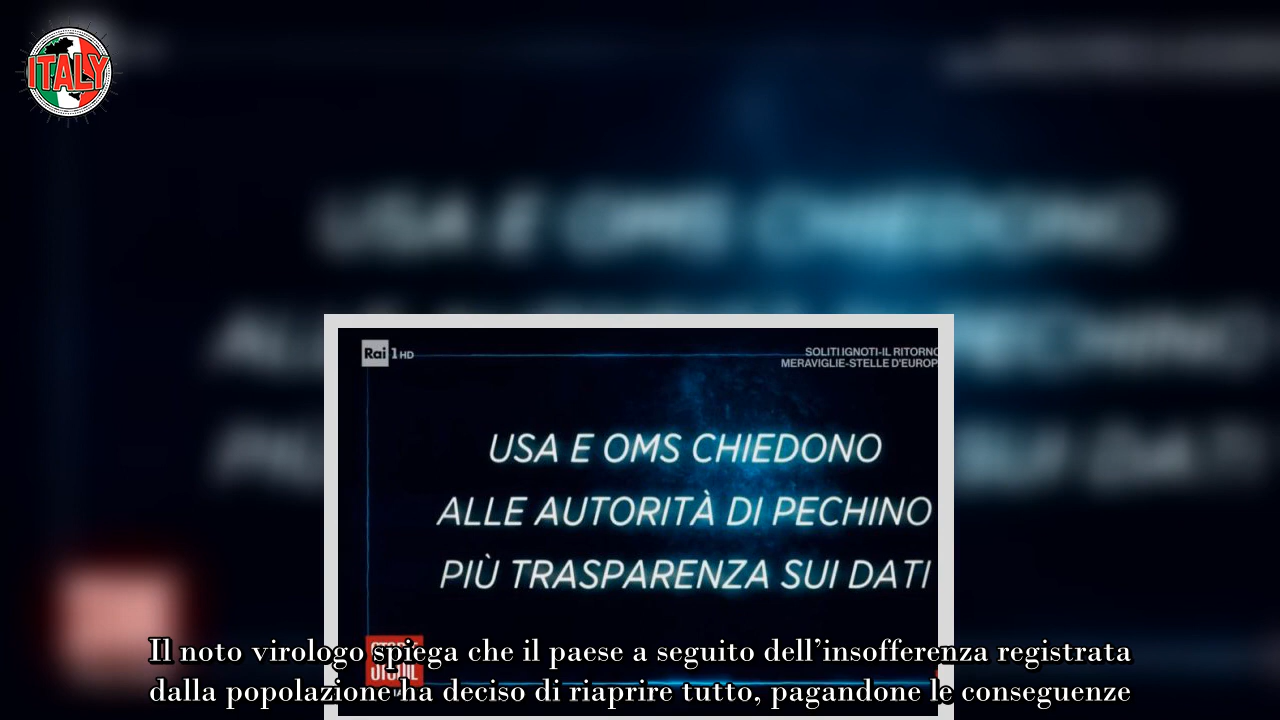 ITALY
Rai 1 HD
SOLITI IGNOTI-IL RITORNO
MERAVIGLIE-STELLE D'EUROP
USA E OMS CHIEDONO
ALLE AUTORITÀ DI PECHINO
PIÙ TRASPARENZA SUI DATI
Il noto virologo spiega che il paese a seguito dell'insofferenza registrata
dalla popolazione ha deciso di riaprire tutto, pagandone le conseguenze